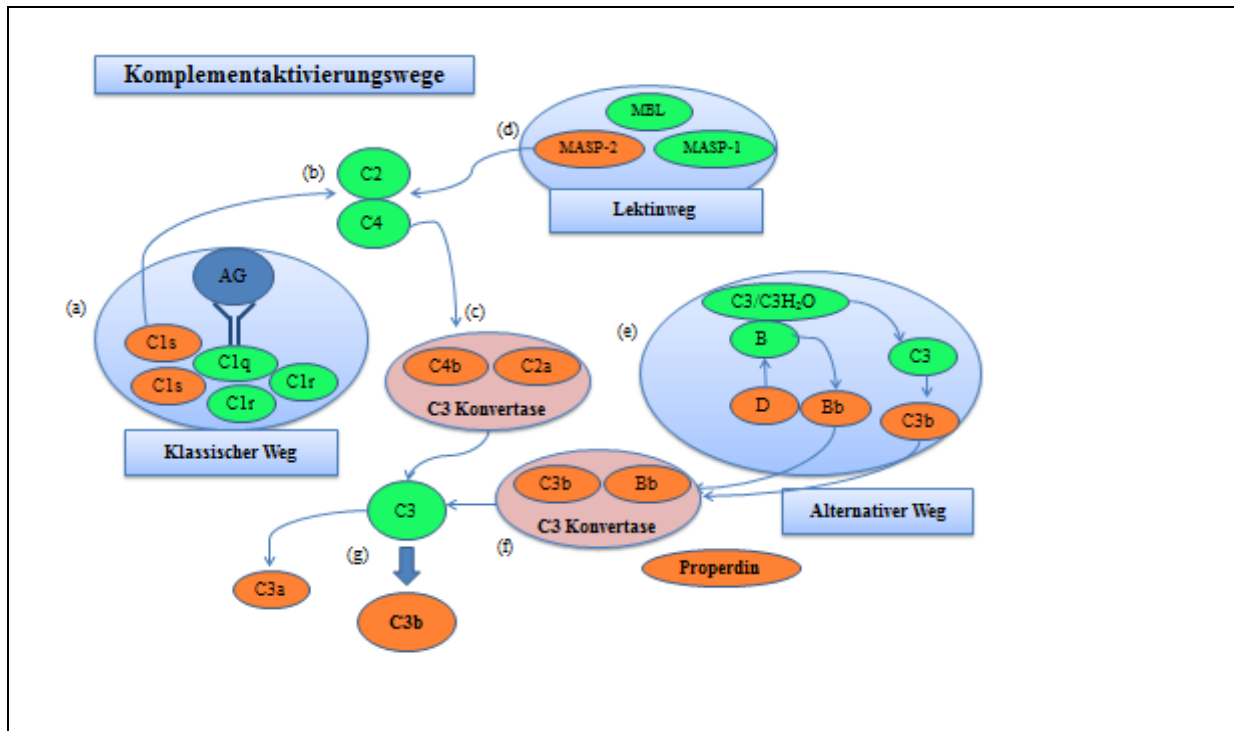 Komplementaktivierungswege
MBL
(d)
MASP-2
MASP-1
(b)
C2
C4
Lektinweg
(a)
AG
C1s
C1q
C1s
C1r
C1r
Klassischer Weg
(c)
C4b
C2a
C3 Konvertase
(e)
C3/C3H₂O
B
C3
D
Bb
C3b
Alternativer Weg
C3b
Bb
C3 Konvertase
(f)
C3
(g)
C3a
C3b
Properdin